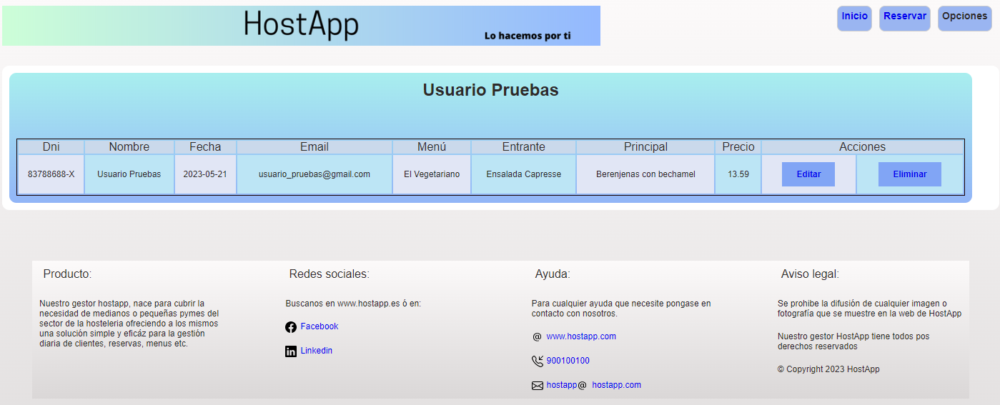 HostApp
Lo hacemos por ti
Inicio Reservar Opciones
Usuario Pruebas
Dni Nombre Fecha Email Menú Entrante Principal Precio Acciones
83788688-X Usuario Pruebas 2023-05-21 usuario_pruebas@gmail.com El Vegetariano Ensalada Capresse Berenjenas con bechamel 13.59 Editar Eliminar
Producto:
Nuestro gestor hostapp, nace para cubrir la
necesidad de medianos o pequeñas pymes del
sector de la hosteleria ofreciendo a los mismos
una solución simple y eficáz para la gestión
diaria de clientes, reservas, menus etc.
Redes sociales:
Buscanos en www.hostapp.es ó en:
Facebook
Linkedin
Ayuda:
Para cualquier ayuda que necesite pongase en
contacto con nosotros.
@ www.hostapp.com
900100100
hostapp@ hostapp.com
Aviso legal:
Se prohibe la difusión de cualquier imagen o
fotografía que se muestre en la web de HostApp
Nuestro gestor HostApp tiene todos pos
derechos reservados
© Copyright 2023 HostApp